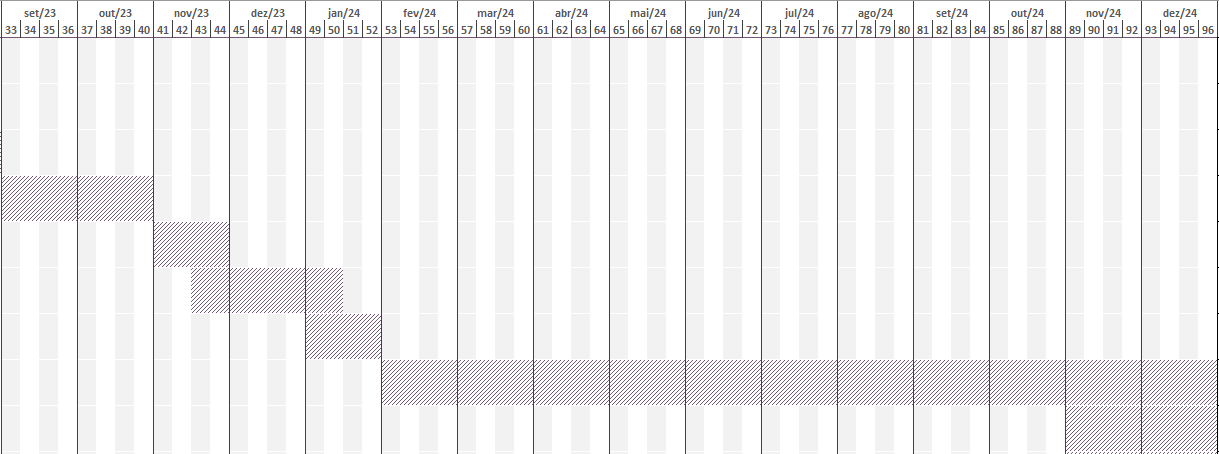 set/23 out/23 nov/23 dez/23 jan/24 fev/24 mar/24 abr/24 mai/24 jun/24 jul/24 ago/24 set/24 out/24 nov/24 dez/24
33 34 35 36 37 38 39 40 41 42 43 44 45 46 47 48 49 50 51 52 53 54 55 56 57 58 59 60 61 62 63 64 65 66 67 68 69 70 71 72 73 74 75 76 77 78 79 80 81 82 83 84 85 86 87 88 89 90 91 92 93 94 95 96